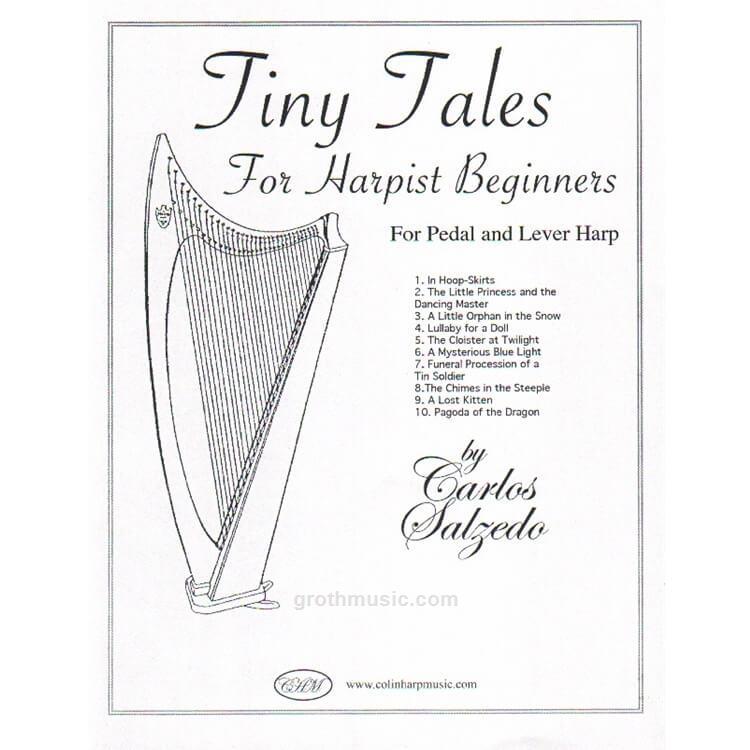 Tiny Tales
For Harpist Beginners
For Pedal and Lever Harp
1. In Hoop-Skirts
2. The Little Princess and the
Dancing Master
3. A Little Orphan in the Snow
4. Lullaby for a Doll
5. The Cloister at Twilight
6. A Mysterious Blue Light
7. Funeral Procession of a
Tin Soldier
8.The Chimes in the Steeple
9. A Lost Kitten
10. Pagoda of the Dragon
by
Carlos
Salzedo
grothmusic.com
CHM
www.colinharpmusic.com